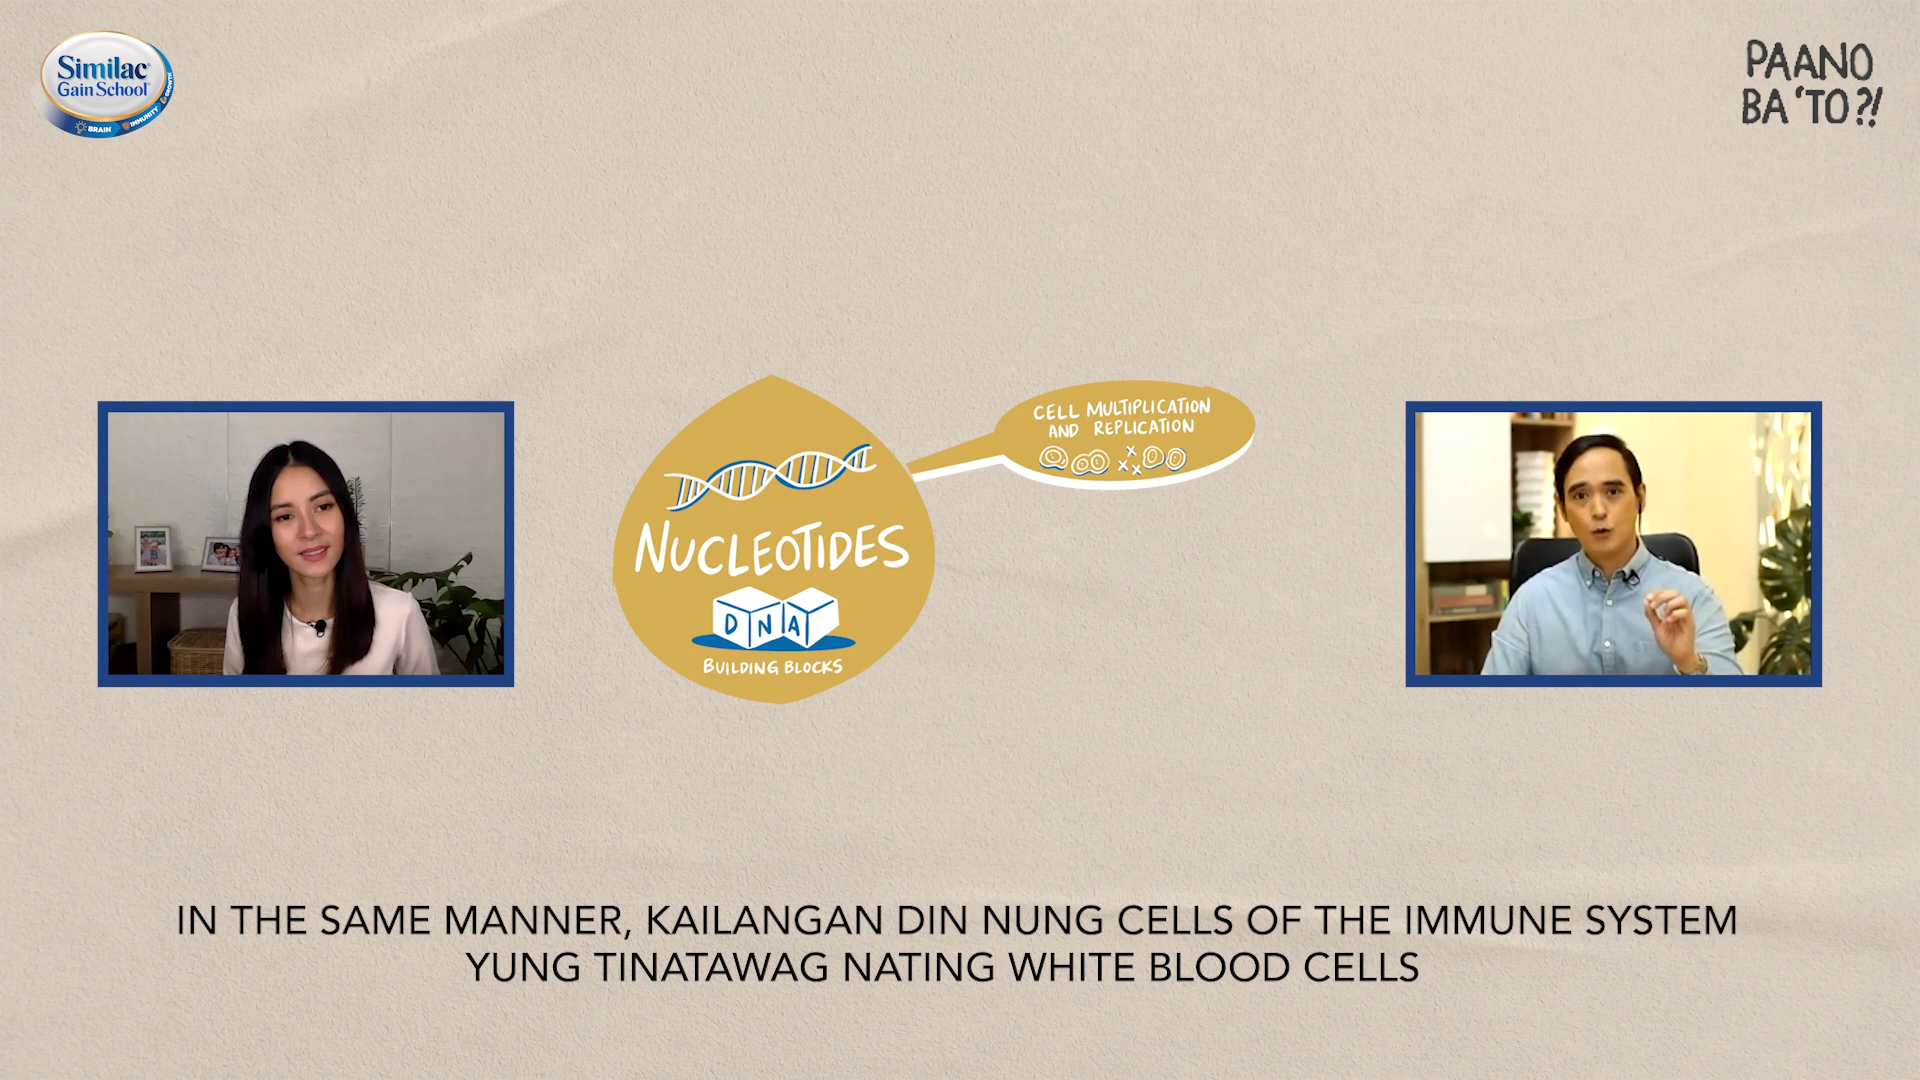 Similac
Gain School
BRAIN
IMMUNITY
GROWTH
PAANO
BA 'TO?!
CELL MULTIPLICATION
AND REPLICATION
NUCLEOTIDES
DNA
BUILDING BLOCKS
IN THE SAME MANNER, KAILANGAN DIN NUNG CELLS OF THE IMMUNE SYSTEM
YUNG TINATAWAG NATING WHITE BLOOD CELLS